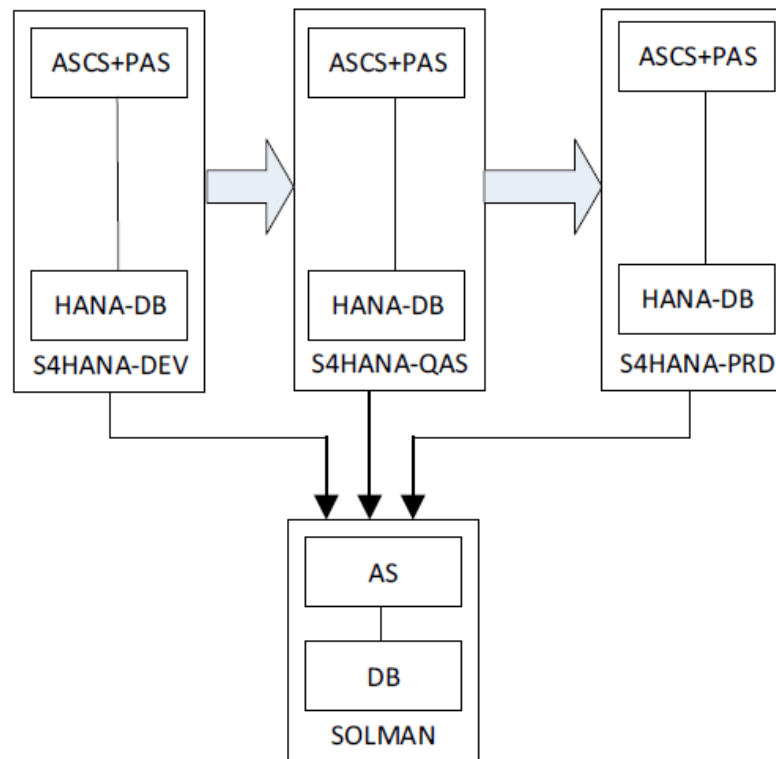 ASCS+PAS
HANA-DB
S4HANA-DEV
ASCS+PAS
HANA-DB
S4HANA-QAS
ASCS+PAS
HANA-DB
S4HANA-PRD
AS
DB
SOLMAN